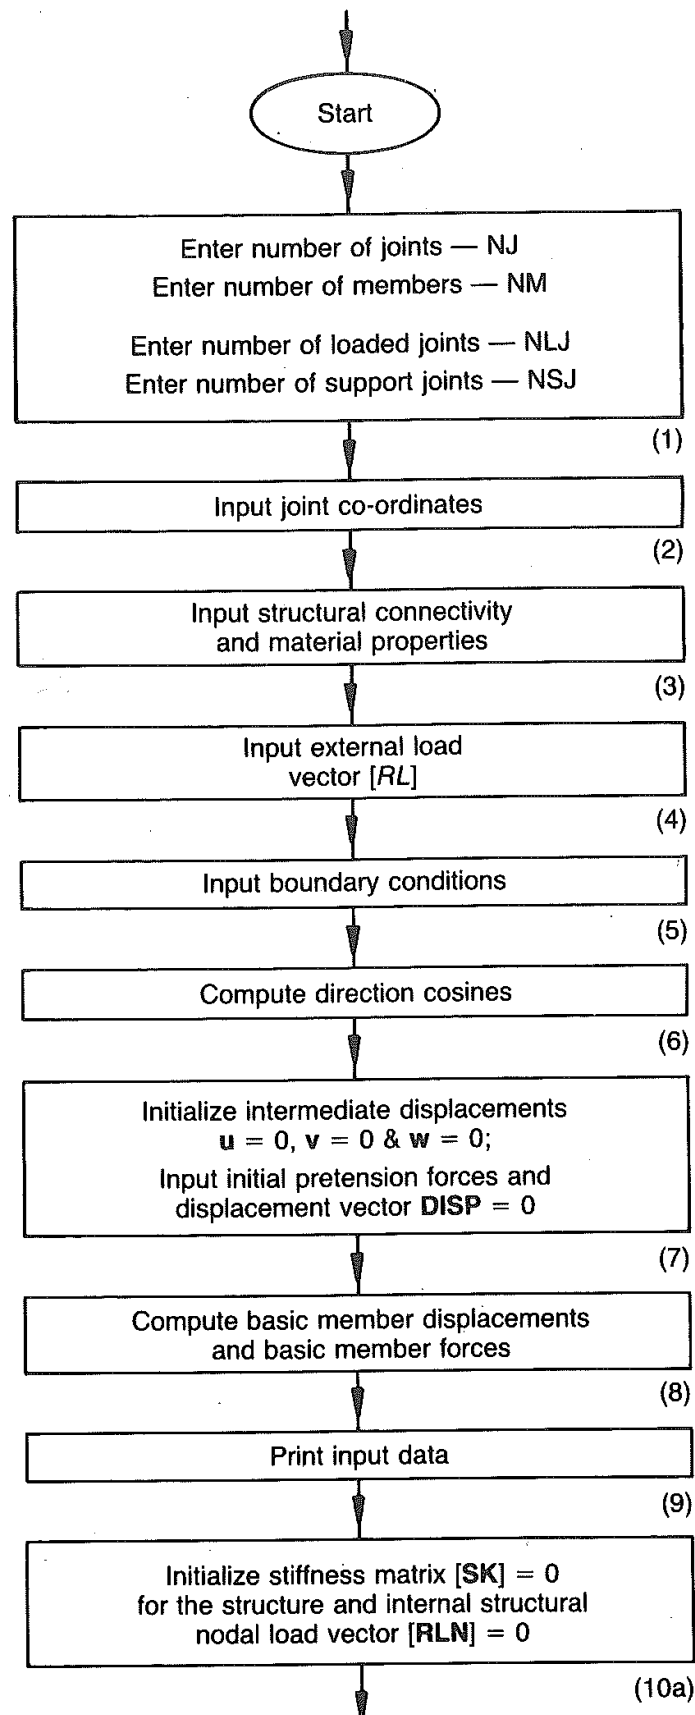 Start
Enter number of joints — NJ
Enter number of members — NM
Enter number of loaded joints — NLJ
Enter number of support joints — NSJ
(1)
Input joint co-ordinates
(2)
Input structural connectivity
and material properties
(3)
Input external load
vector [RL]
(4)
Input boundary conditions
(5)
Compute direction cosines
(6)
Initialize intermediate displacements
u = 0, v = 0 & w = 0;
Input initial pretension forces and
displacement vector DISP = 0
(7)
Compute basic member displacements
and basic member forces
(8)
Print input data
(9)
Initialize stiffness matrix [SK] = 0
for the structure and internal structural
nodal load vector [RLN] = 0
(10a)